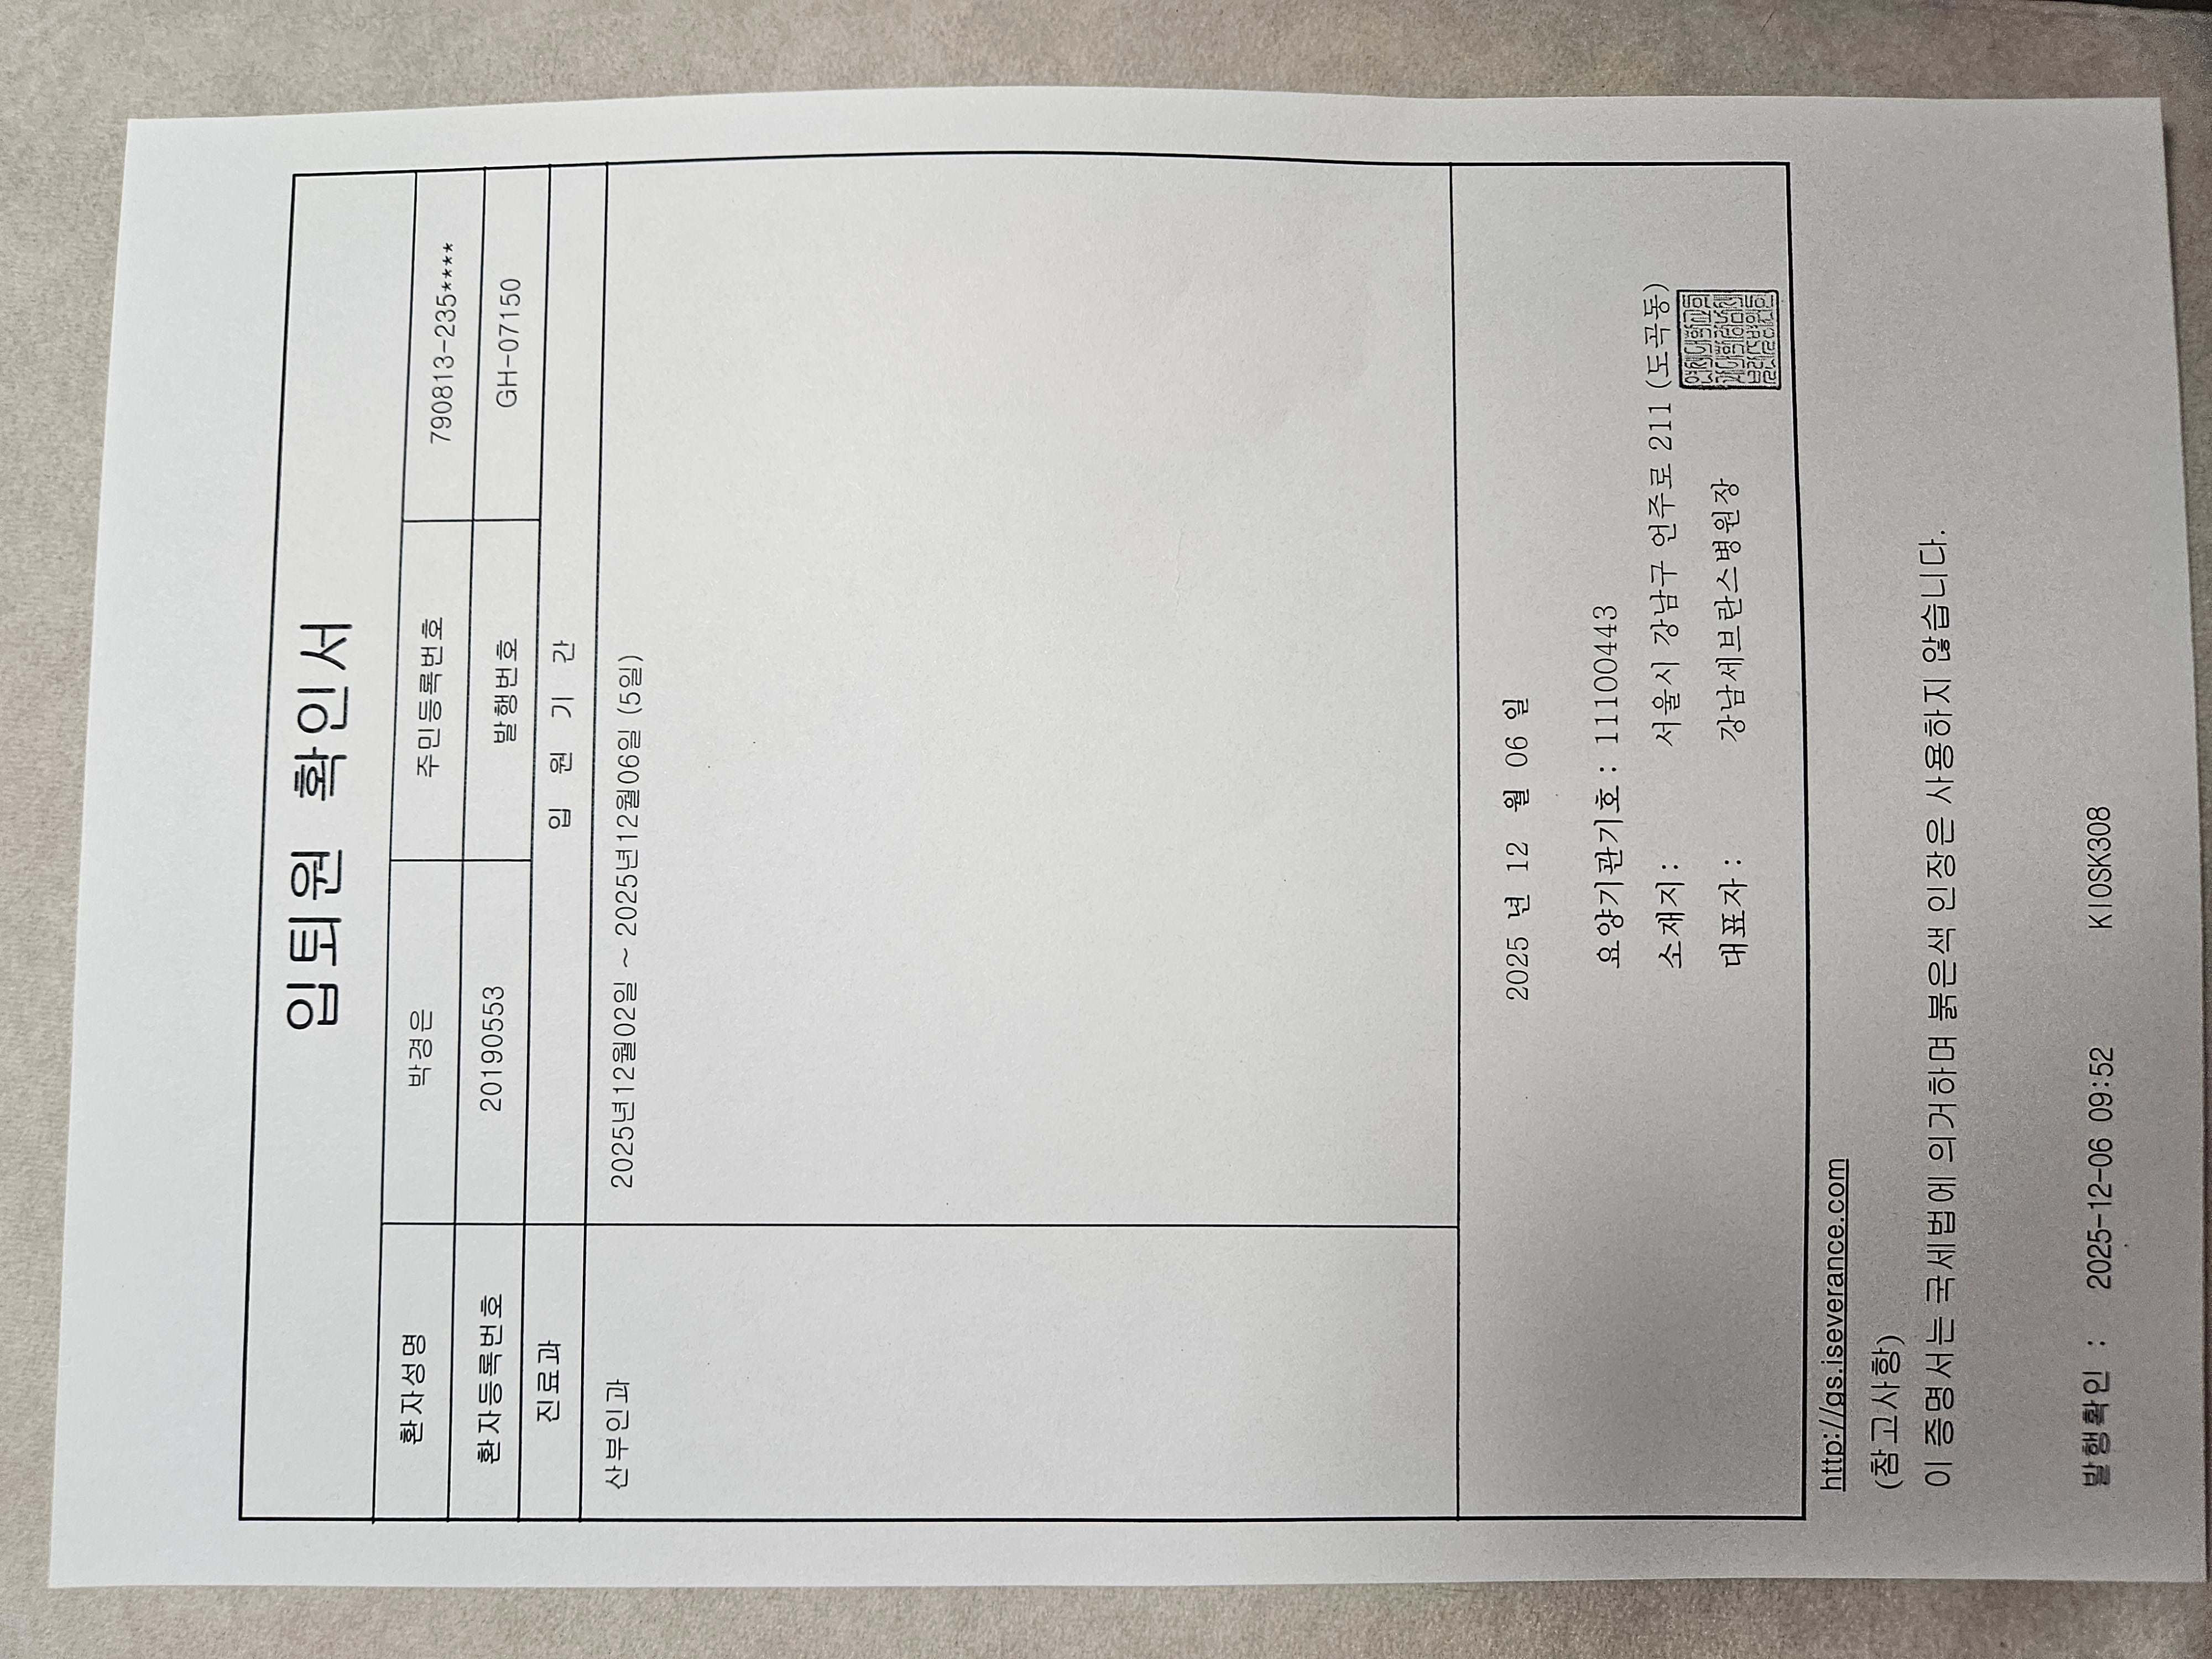 입퇴원 확인서
환자성명 박경은 주민등록번호 790813-235****
환자등록번호 20190553 발행번호 GH-07150
진료과 입 원 기 간
산부인과 2025년12월02일 ~ 2025년12월06일 (5일)
2025 년 12 월 06 일
요양기관기호 : 11100443
소재지 : 서울시 강남구 언주로 211 (도곡동)
대표자 : 강남세브란스병원장
http://gs.iseverance.com
(참고사항)
이 증명서는 국세법에 의거하며 붉은색 인장은 사용하지 않습니다.
발행확인 : 2025-12-06 09:52 KIOSK308